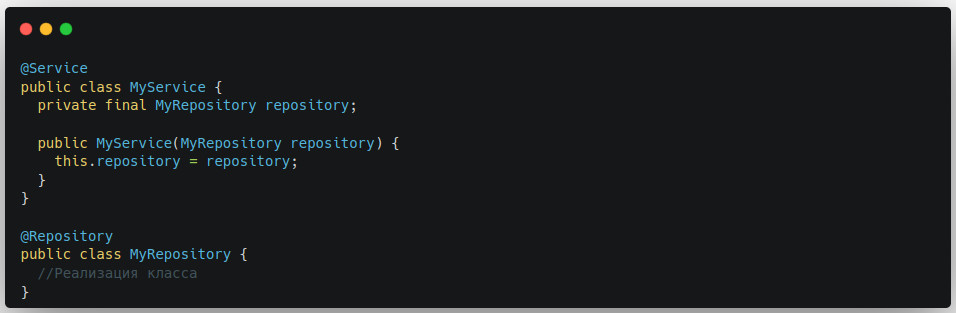 @Service
public class MyService {
  private final MyRepository repository;

  public MyService(MyRepository repository) {
    this.repository = repository;
  }
}

@Repository
public class MyRepository {
  //Реализация класса
}